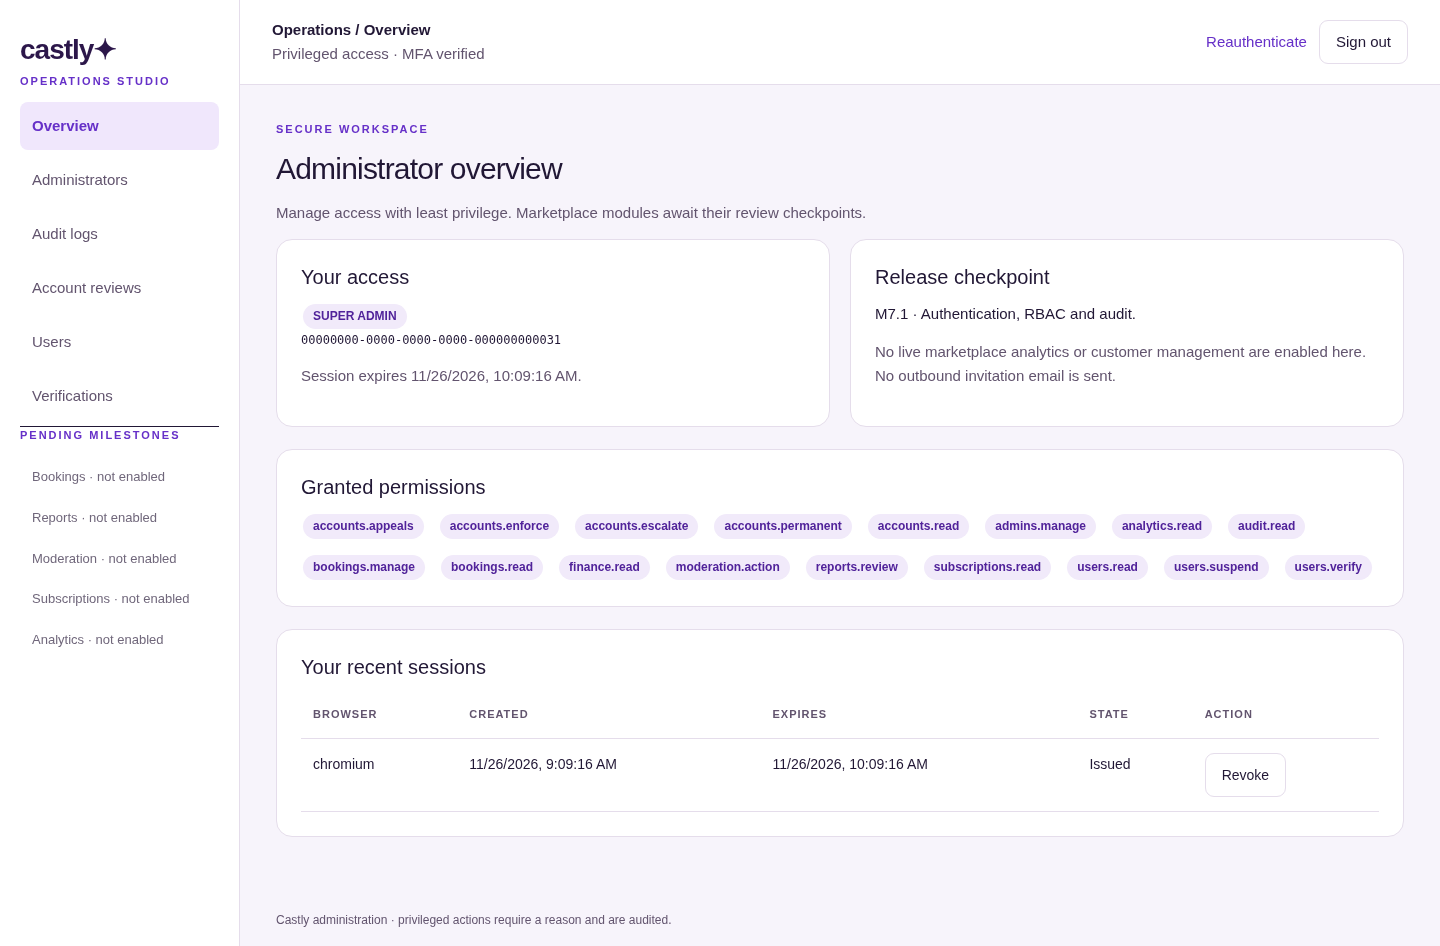 castly✦
OPERATIONS STUDIO
Overview
Administrators
Audit logs
Account reviews
Users
Verifications
PENDING MILESTONES
Bookings · not enabled
Reports · not enabled
Moderation · not enabled
Subscriptions · not enabled
Analytics · not enabled
Operations / Overview
Privileged access · MFA verified
Reauthenticate
Sign out
SECURE WORKSPACE
Administrator overview
Manage access with least privilege. Marketplace modules await their review checkpoints.
Your access
SUPER ADMIN
00000000-0000-0000-0000-000000000031
Session expires 11/26/2026, 10:09:16 AM.
Release checkpoint
M7.1 · Authentication, RBAC and audit.
No live marketplace analytics or customer management are enabled here.
No outbound invitation email is sent.
Granted permissions
accounts.appeals accounts.enforce accounts.escalate accounts.permanent accounts.read admins.manage analytics.read audit.read
bookings.manage bookings.read finance.read moderation.action reports.review subscriptions.read users.read users.suspend users.verify
Your recent sessions
BROWSER CREATED EXPIRES STATE ACTION
chromium 11/26/2026, 9:09:16 AM 11/26/2026, 10:09:16 AM Issued Revoke
Castly administration · privileged actions require a reason and are audited.